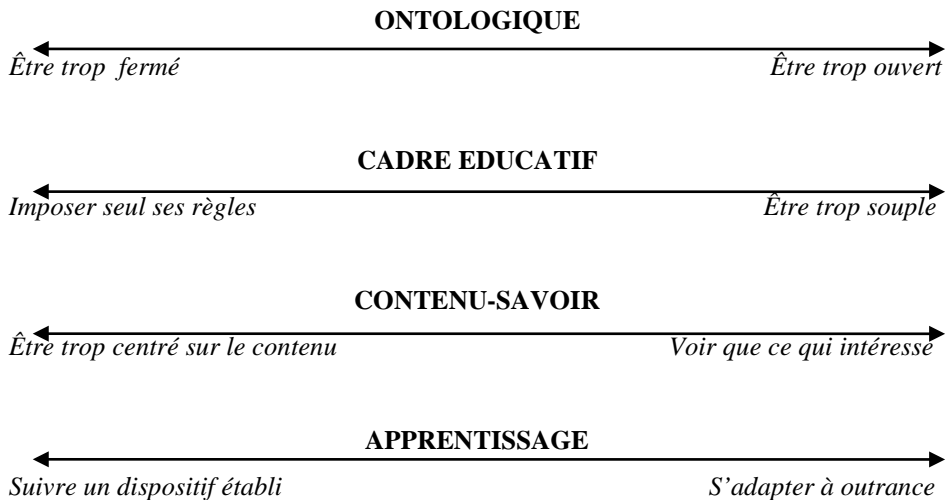 ONTOLOGIQUE
Être trop fermé Être trop ouvert
CADRE EDUCATIF
Imposer seul ses règles Être trop souple
CONTENU-SAVOIR
Être trop centré sur le contenu Voir que ce qui intéresse
APPRENTISSAGE
Suivre un dispositif établi S'adapter à outrance